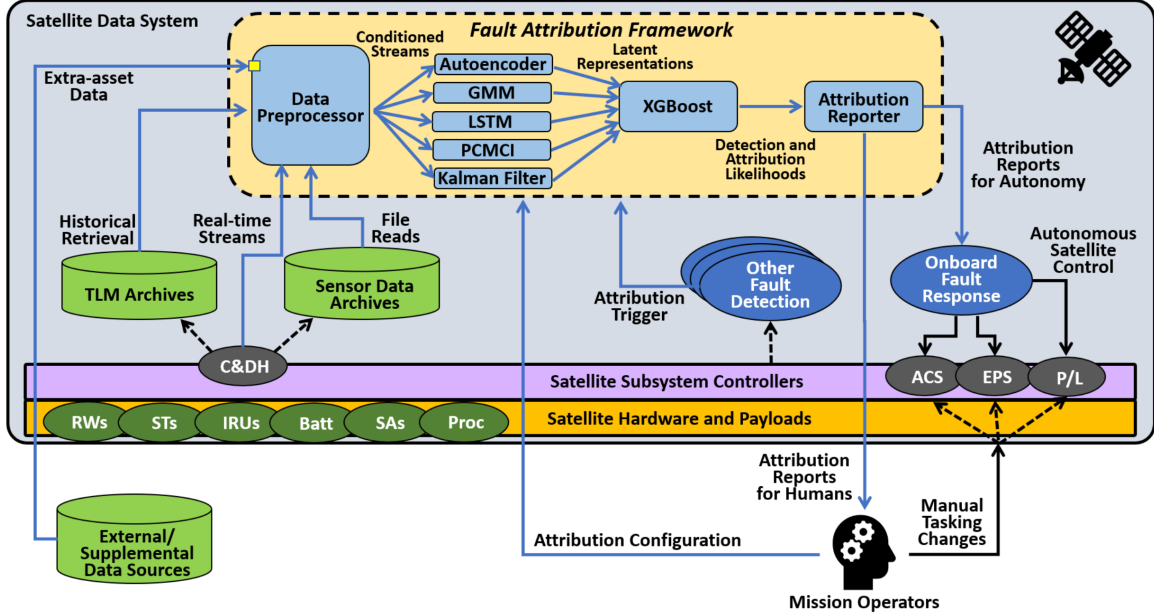 Satellite Data System
Fault Attribution Framework
Conditioned
Streams
Latent
Representations
Extra-asset
Data
Data
Preprocessor
Autoencoder
GMM
LSTM
PCMCI
Kalman Filter
XGBoost
Attribution
Reporter
Detection and
Attribution
Likelihoods
Attribution
Reports
for Autonomy
Historical
Retrieval
Real-time
Streams
File
Reads
TLM Archives
Sensor Data
Archives
Attribution
Trigger
Other
Fault
Detection
Onboard
Fault
Response
Autonomous
Satellite
Control
C&DH
Satellite Subsystem Controllers
ACS
EPS
P/L
RWs
STs
IRUs
Batt
SAs
Proc
Satellite Hardware and Payloads
Attribution
Reports
for Humans
Manual
Tasking
Changes
External/
Supplemental
Data Sources
Attribution Configuration
Mission Operators